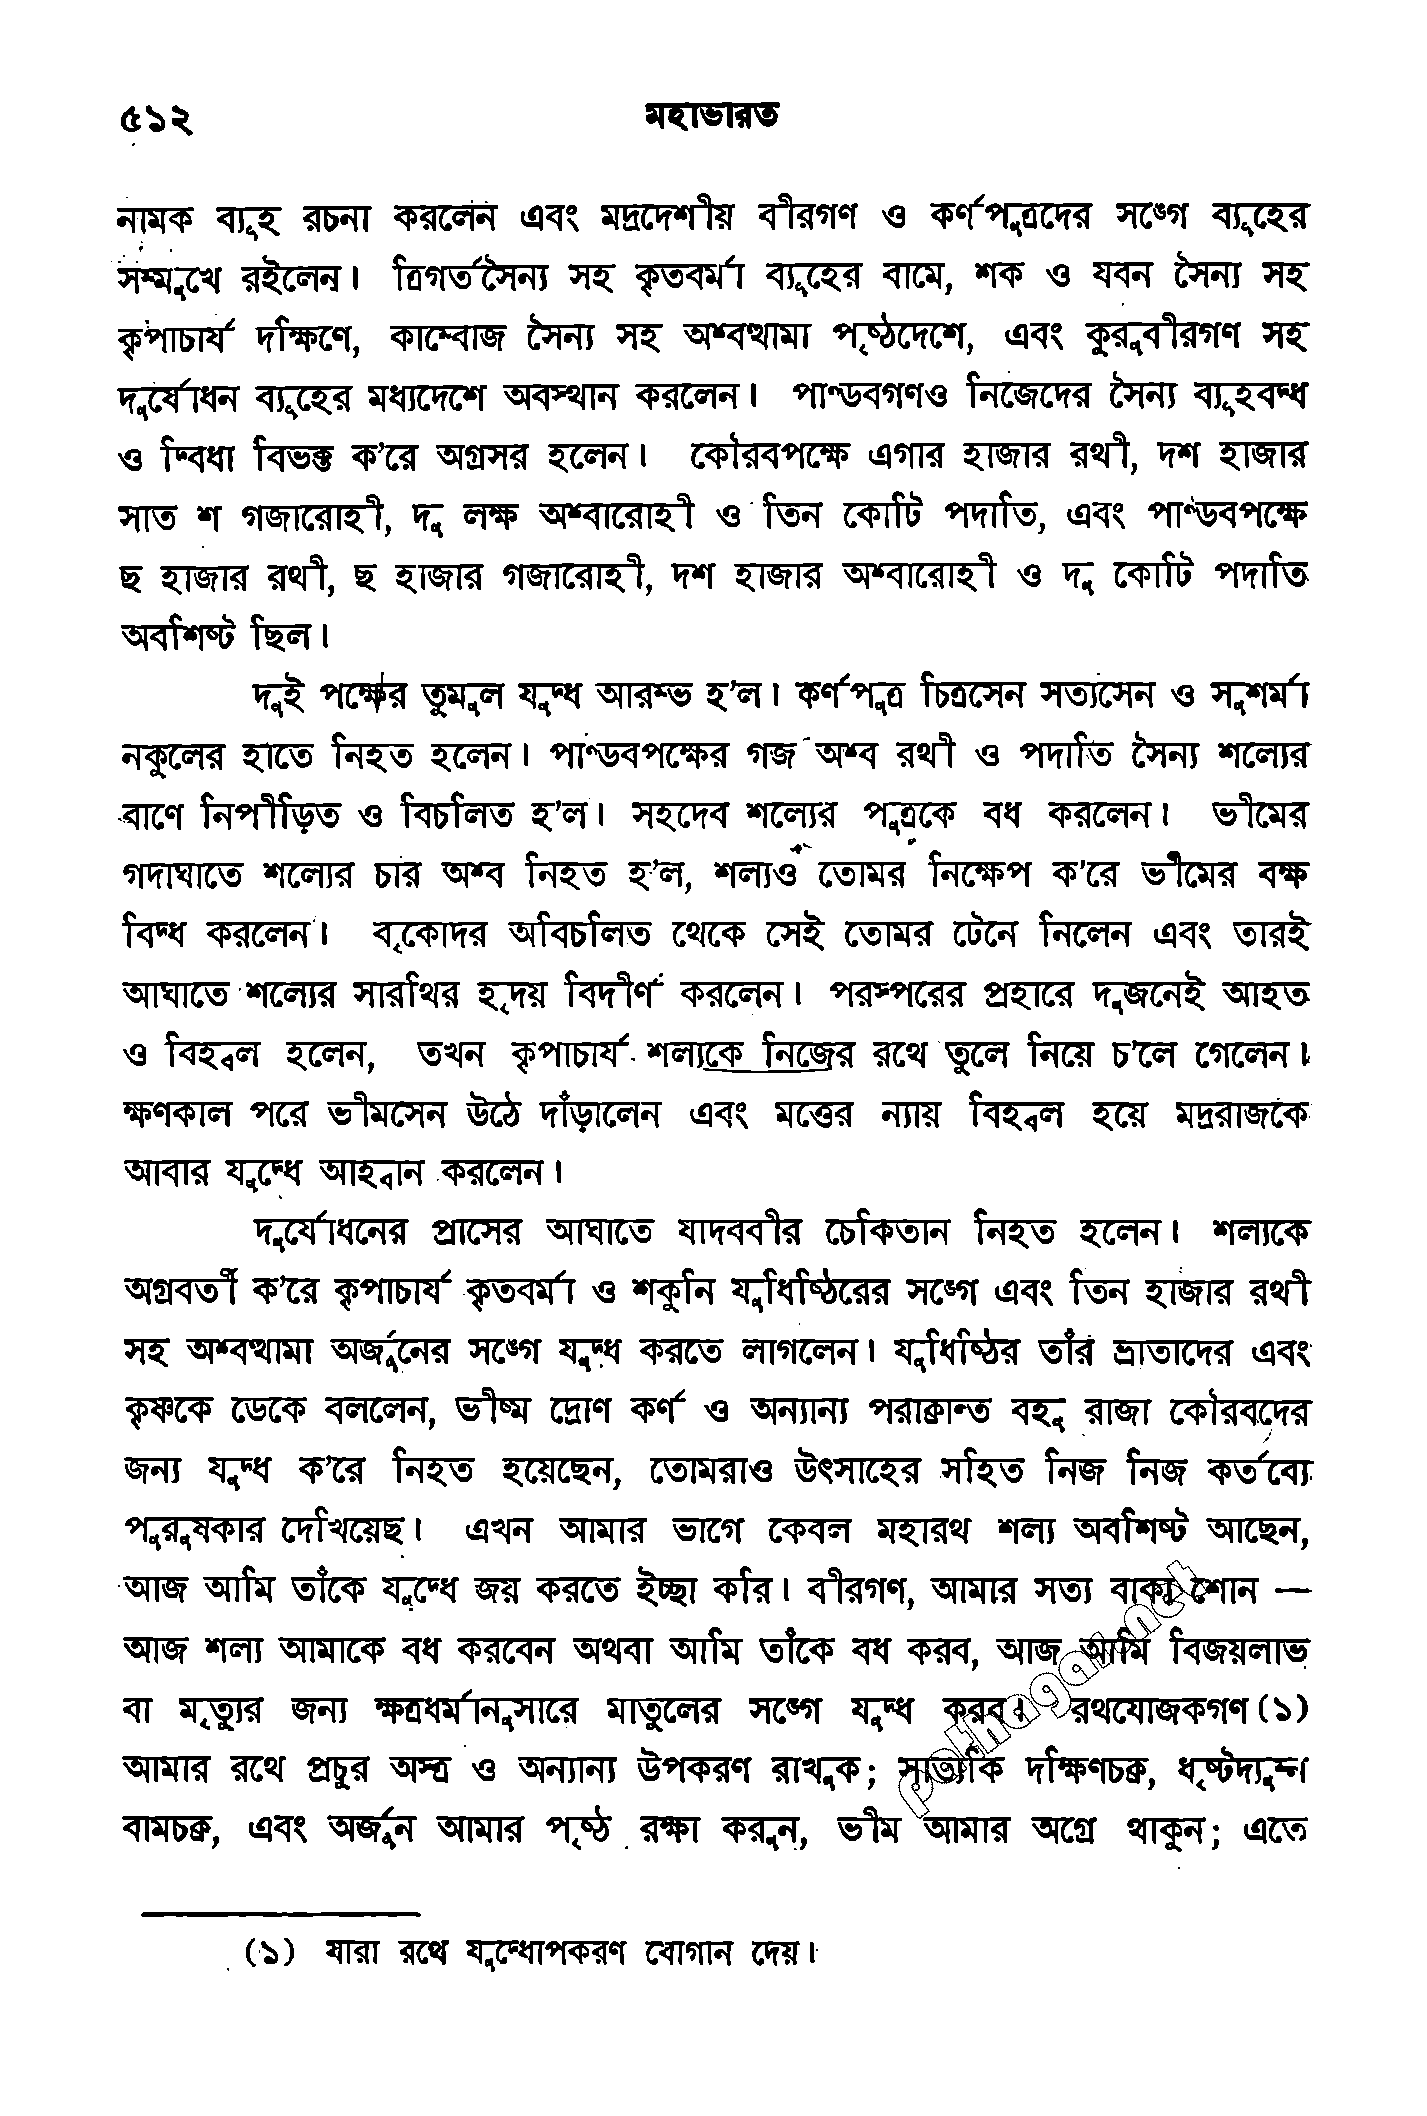 ৫১২ মহাভারত
নামক ব্যূহ রচনা করলেন এবং মদ্রদেশীয় বীরগণ ও কর্ণপুত্রদের সঙ্গে ব্যূহের
সম্মুখে রইলেন। ত্রিগর্তসৈন্য সহ কৃতবর্মা ব্যূহের বামে, শক ও যবন সৈন্য সহ
কৃপাচার্য দক্ষিণে, কাম্বোজ সৈন্য সহ অশ্বত্থামা পৃষ্ঠদেশে, এবং কুরুবীরগণ সহ
দুর্যোধন ব্যূহের মধ্যদেশে অবস্থান করলেন। পাণ্ডবগণও নিজেদের সৈন্য ব্যূহবদ্ধ
ও দ্বিধা বিভক্ত ক’রে অগ্রসর হলেন। কৌরবপক্ষে এগার হাজার রথী, দশ হাজার
সাত শ গজারোহী, দু লক্ষ অশ্বারোহী ও তিন কোটি পদাতি, এবং পাণ্ডবপক্ষে
ছ হাজার রথী, ছ হাজার গজারোহী, দশ হাজার অশ্বারোহী ও দু কোটি পদাতি
অবশিষ্ট ছিল।
দুই পক্ষের তুমুল যুদ্ধ আরম্ভ হ’ল। কর্ণপুত্র চিত্রসেন সত্যসেন ও সুশর্মা
নকুলের হাতে নিহত হলেন। পাণ্ডবপক্ষের গজ অশ্ব রথী ও পদাতি সৈন্য শল্যের
বাণে নিপীড়িত ও বিচলিত হ’ল। সহদেব শল্যের পুত্রকে বধ করলেন। ভীমের
গদাঘাতে শল্যের চার অশ্ব নিহত হ’ল, শল্যও তোমর নিক্ষেপ ক’রে ভীমের বক্ষ
বিদ্ধ করলেন। বৃকোদর অবিচলিত থেকে সেই তোমর টেনে নিলেন এবং তারই
আঘাতে শল্যের সারথির হৃদয় বিদীর্ণ করলেন। পরস্পরের প্রহারে দুজনেই আহত
ও বিহ্বল হলেন, তখন কৃপাচার্য শল্যকে নিজের রথে তুলে নিয়ে চ’লে গেলেন।
ক্ষণকাল পরে ভীমসেন উঠে দাঁড়ালেন এবং মত্তের ন্যায় বিহ্বল হয়ে মদ্ররাজকে
আবার যুদ্ধে আহ্বান করলেন।
দুর্যোধনের প্রাসের আঘাতে যাদববীর চেকিতান নিহত হলেন। শল্যকে
অগ্রবর্তী ক’রে কৃপাচার্য কৃতবর্মা ও শকুনি যুধিষ্ঠিরের সঙ্গে এবং তিন হাজার রথী
সহ অশ্বত্থামা অর্জুনের সঙ্গে যুদ্ধ করতে লাগলেন। যুধিষ্ঠির তাঁর ভ্রাতাদের এবং
কৃষ্ণকে ডেকে বললেন, ভীষ্ম দ্রোণ কর্ণ ও অন্যান্য পরাক্রান্ত বহু রাজা কৌরবদের
জন্য যুদ্ধ ক’রে নিহত হয়েছেন, তোমরাও উৎসাহের সহিত নিজ নিজ কর্তব্যে
পুরুষকার দেখিয়েছ। এখন আমার ভাগে কেবল মহারথ শল্য অবশিষ্ট আছেন,
আজ আমি তাঁকে যুদ্ধে জয় করতে ইচ্ছা করি। বীরগণ, আমার সত্য বাক্য শোন —
আজ শল্য আমাকে বধ করবেন অথবা আমি তাঁকে বধ করব, আজ আমি বিজয়লাভ
বা মৃত্যুর জন্য ক্ষত্রধর্মানুসারে মাতুলের সঙ্গে যুদ্ধ করব। রথযোজকগণ(১)
আমার রথে প্রচুর অস্ত্র ও অন্যান্য উপকরণ রাখুক; সাত্যকি দক্ষিণচক্র, ধৃষ্টদ্যুম্ন
বামচক্র, এবং অর্জুন আমার পৃষ্ঠ রক্ষা করুন, ভীম আমার অগ্রে থাকুন; এতে
(১) যারা রথে যুদ্ধোপকরণ যোগান দেয়।
pathagar.net